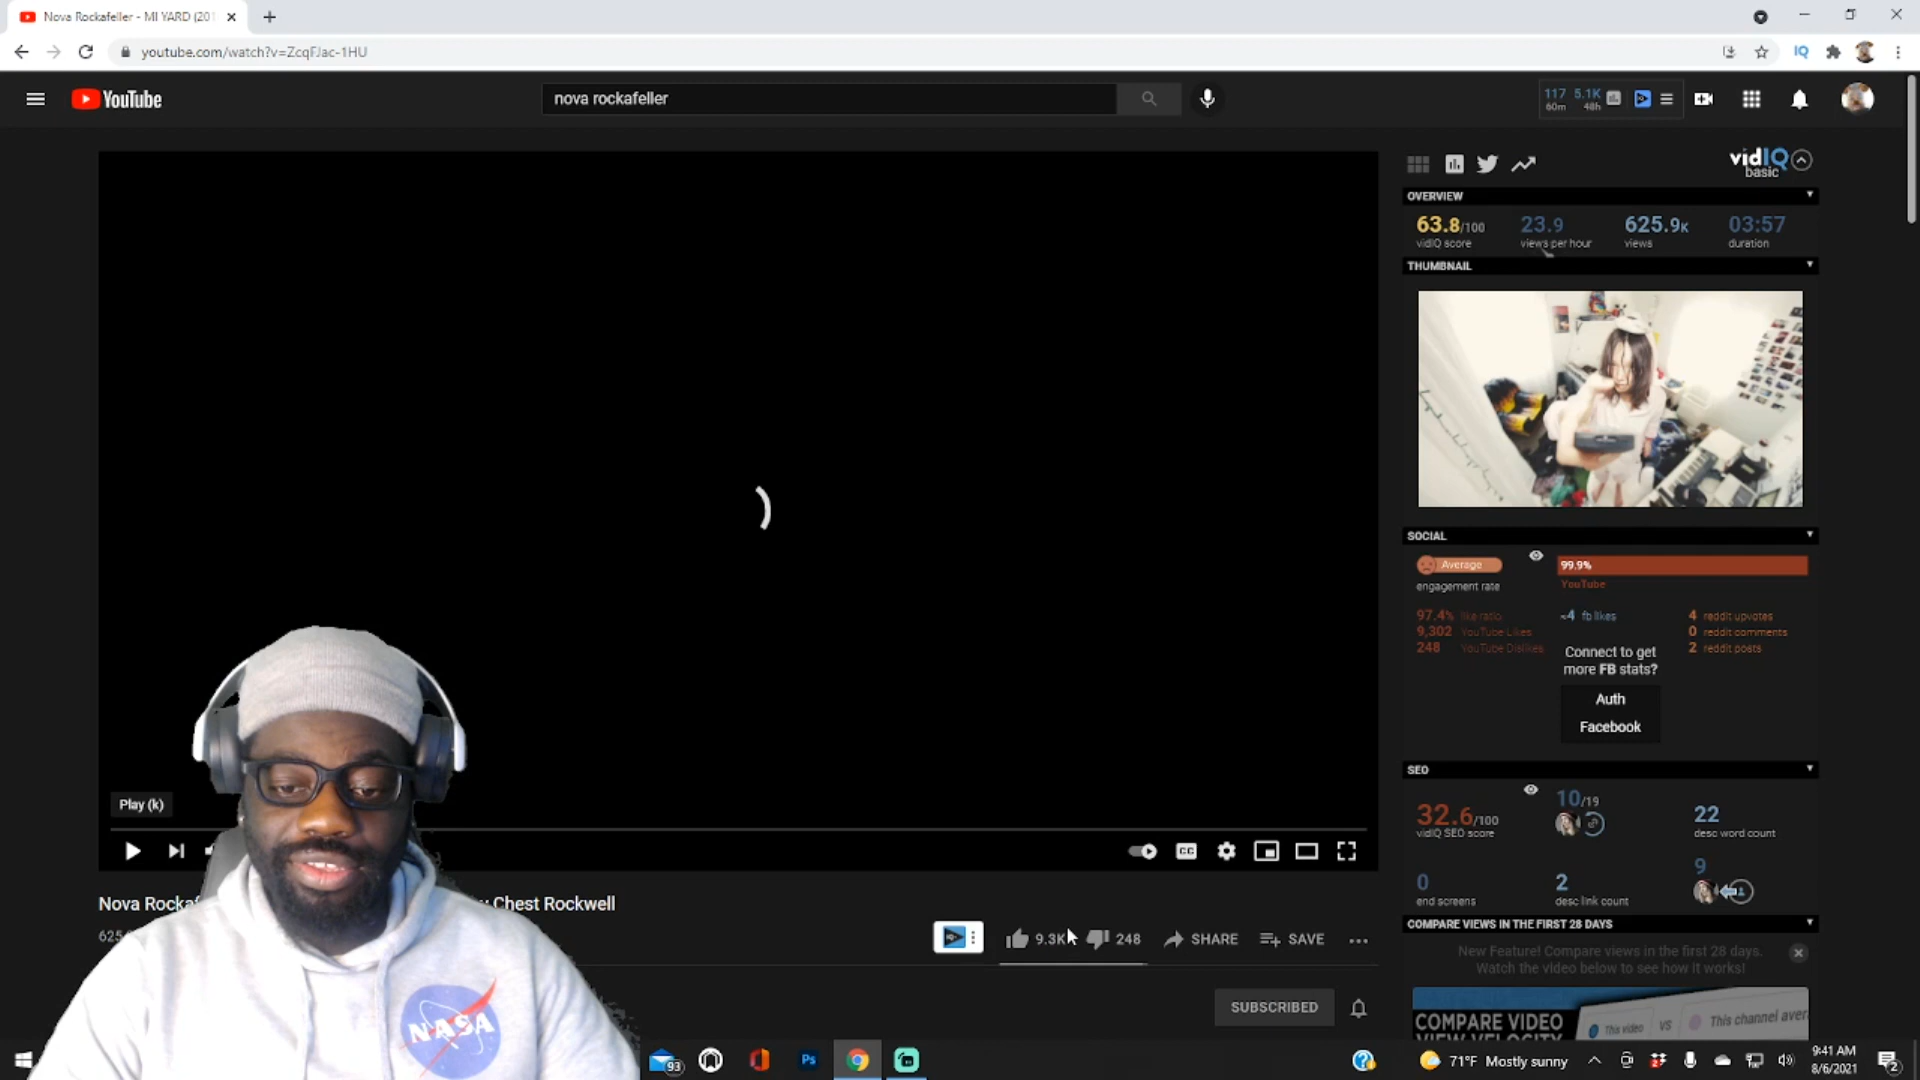 Nova Rockafeller - MI YARD (201
youtube.com/watch?v=ZcqFJac-1HU
IQ
YouTube
nova rockafeller
117 5.1K
60m 48h
vidIQ
basic
OVERVIEW
63.8/100 23.9 625.9K 03:57
vidIQ score views per hour views duration
THUMBNAIL
SOCIAL
Average
engagement rate
99.9%
YouTube
97.4% like ratio
9,302 YouTube Likes
248 YouTube Dislikes
<4 fb likes
4 reddit upvotes
0 reddit comments
2 reddit posts
Connect to get
more FB stats?
Auth
Facebook
SEO
32.6/100
vidIQ SEO score
10/19
22
desc word count
0
end screens
2
desc link count
9
COMPARE VIEWS IN THE FIRST 28 DAYS
New Feature! Compare views in the first 28 days.
Watch the video below to see how it works!
COMPARE VIDEO
VIEW VELOCITY
This video VS This channel aver
Play (k)
CC
Nova Rocka
Chest Rockwell
625
9.3K 248 SHARE SAVE
SUBSCRIBED
NASA
93
Ps
71°F Mostly sunny
9:41 AM
8/6/2021
2